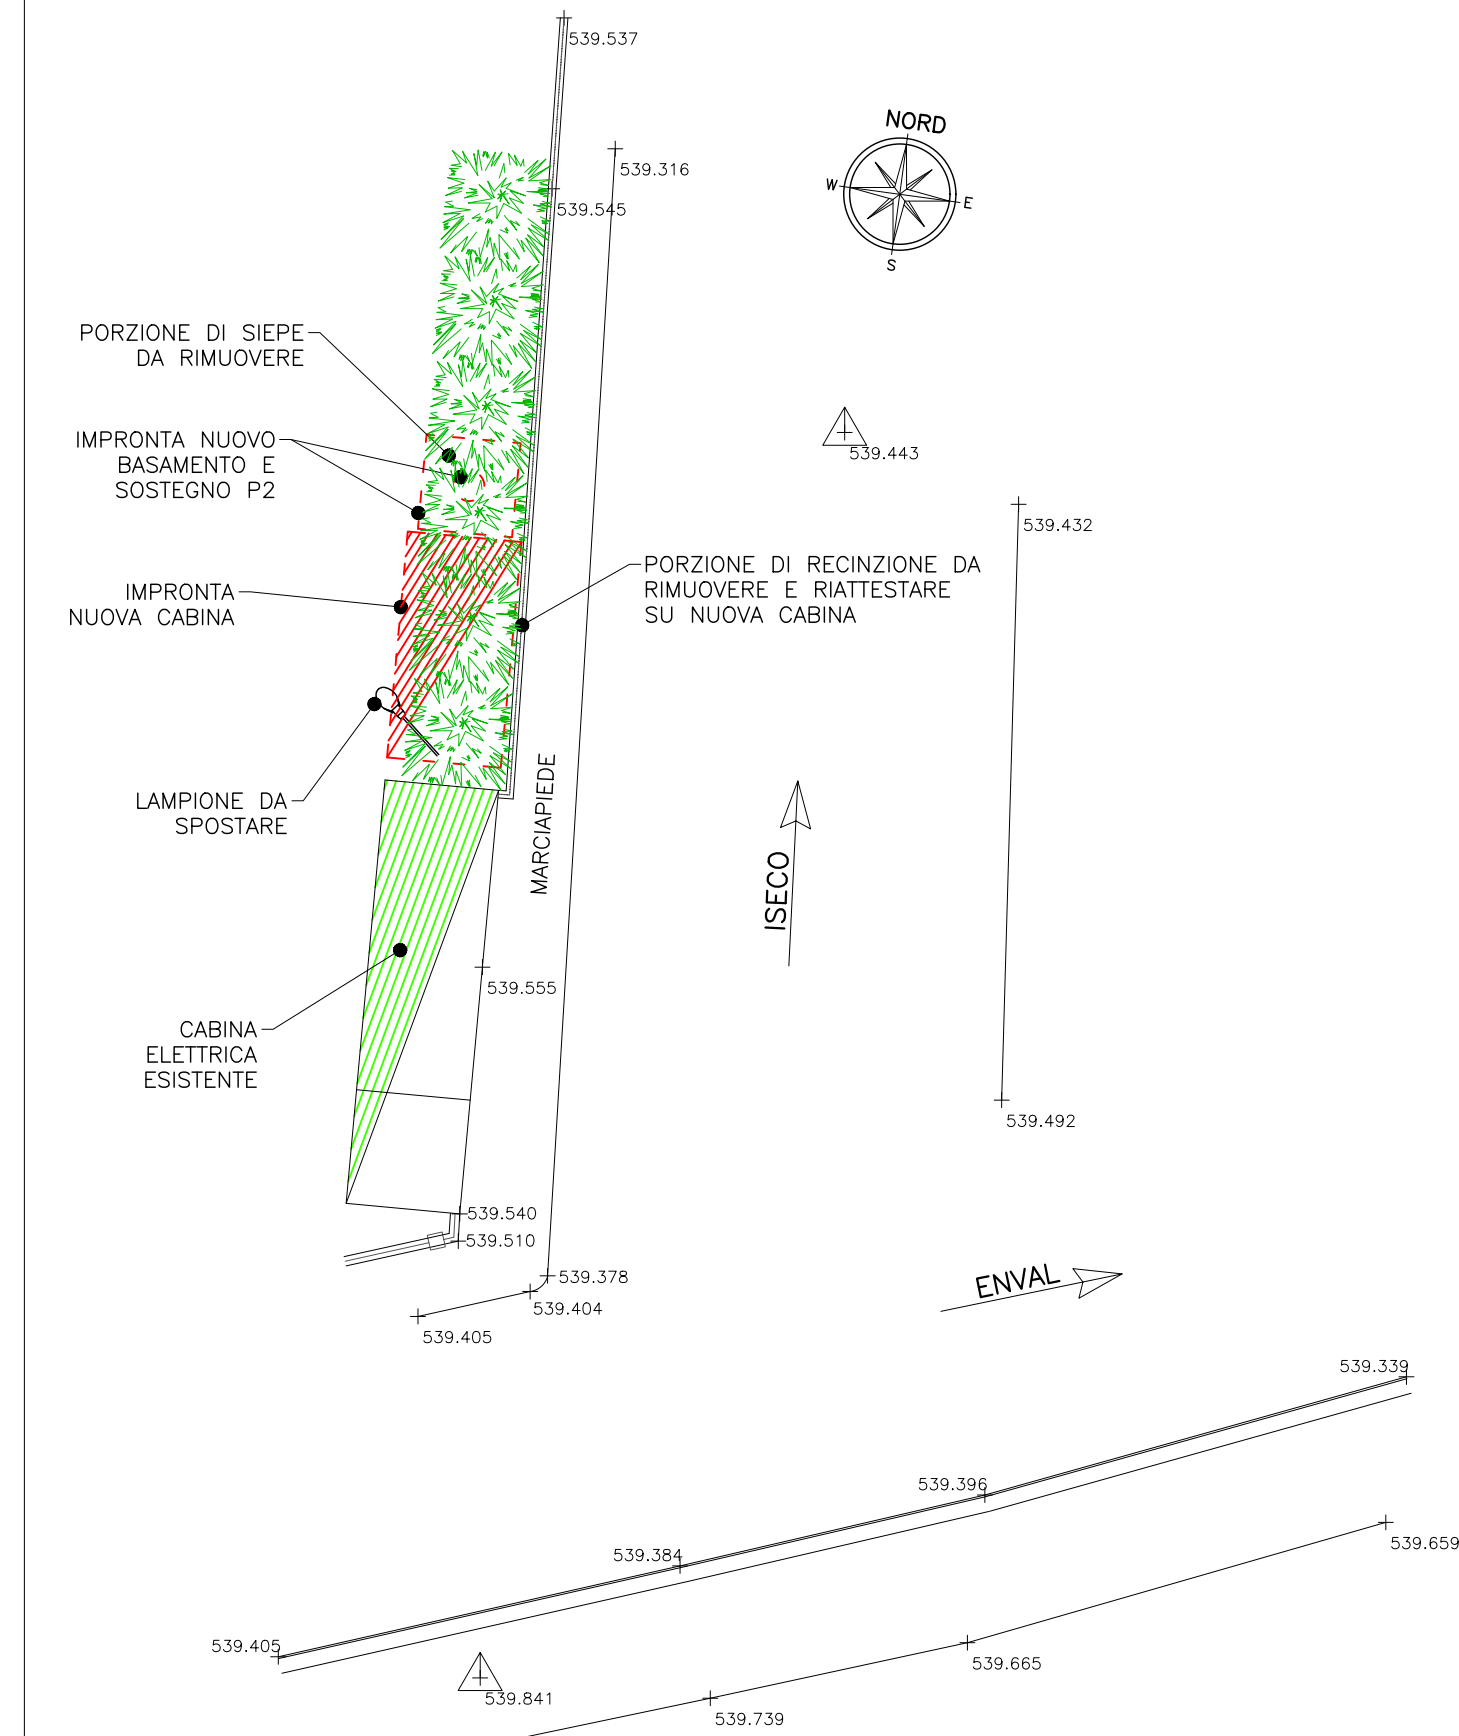 539.537
NORD
539.316
W
E
539.545
S
PORZIONE DI SIEPE
DA RIMUOVERE
IMPRONTA NUOVO
BASAMENTO E
SOSTEGNO P2
539.443
539.432
PORZIONE DI RECINZIONE DA
RIMUOVERE E RIATTESTARE
SU NUOVA CABINA
IMPRONTA
NUOVA CABINA
LAMPIONE DA
SPOSTARE
MARCIAPIEDE
ISECO
539.555
CABINA
ELETTRICA
ESISTENTE
539.492
539.540
539.510
539.378
539.404
539.405
ENVAL
539.339
539.396
539.384
539.659
539.405
539.665
539.841
539.739